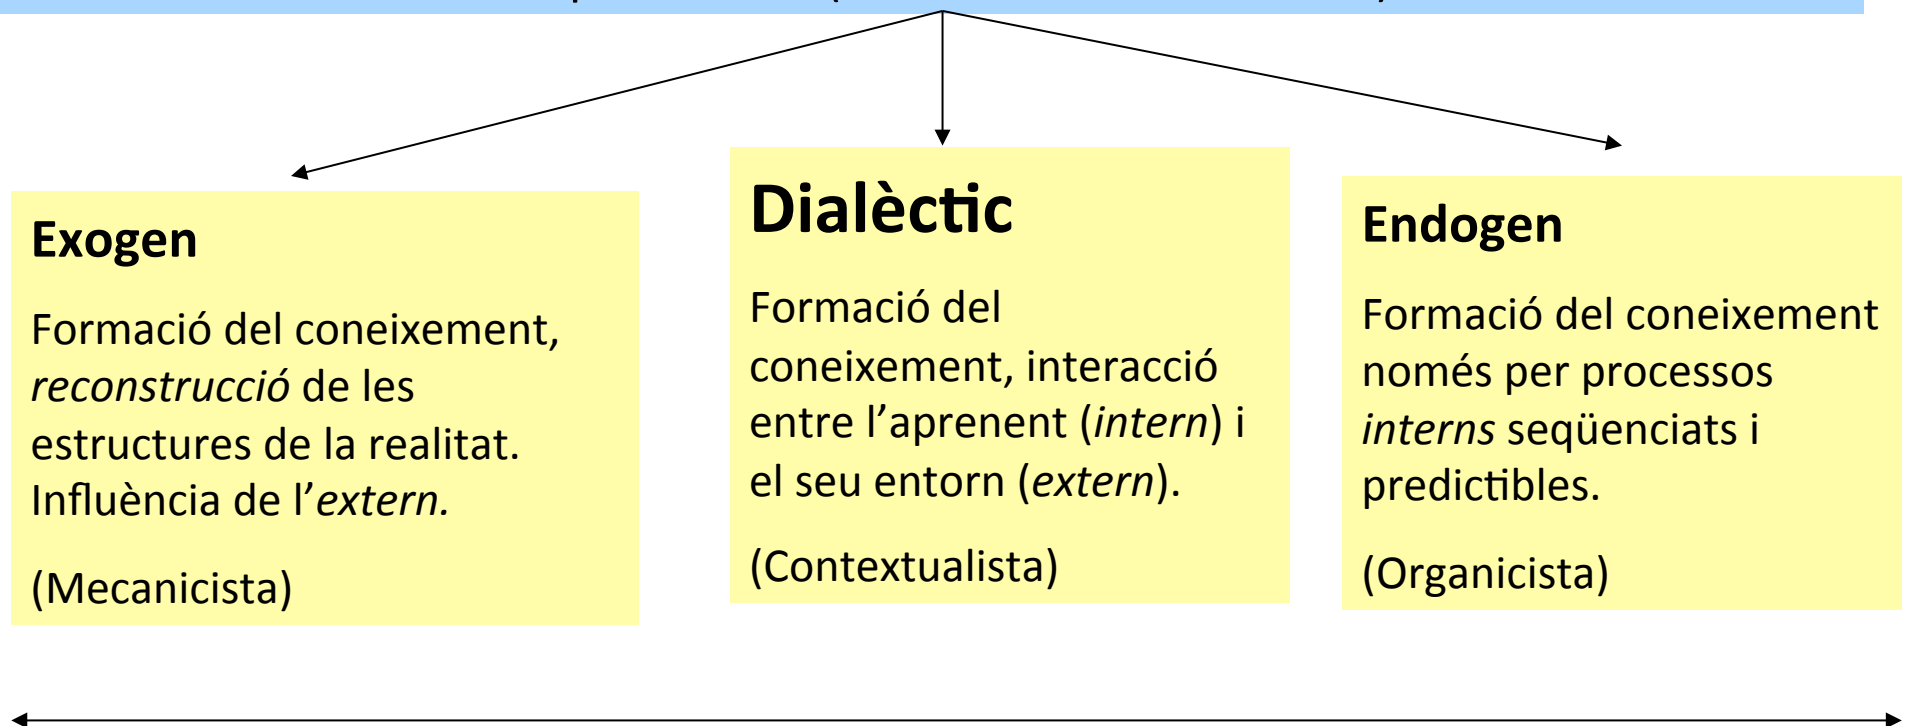 Exogen
Formació del coneixement,
reconstrucció de les
estructures de la realitat.
Influència de l’extern.
(Mecanicista)
Dialèctic
Formació del
coneixement, interacció
entre l’aprenent (intern) i
el seu entorn (extern).
(Contextualista)
Endogen
Formació del coneixement
només per processos
interns seqüenciats i
predictibles.
(Organicista)